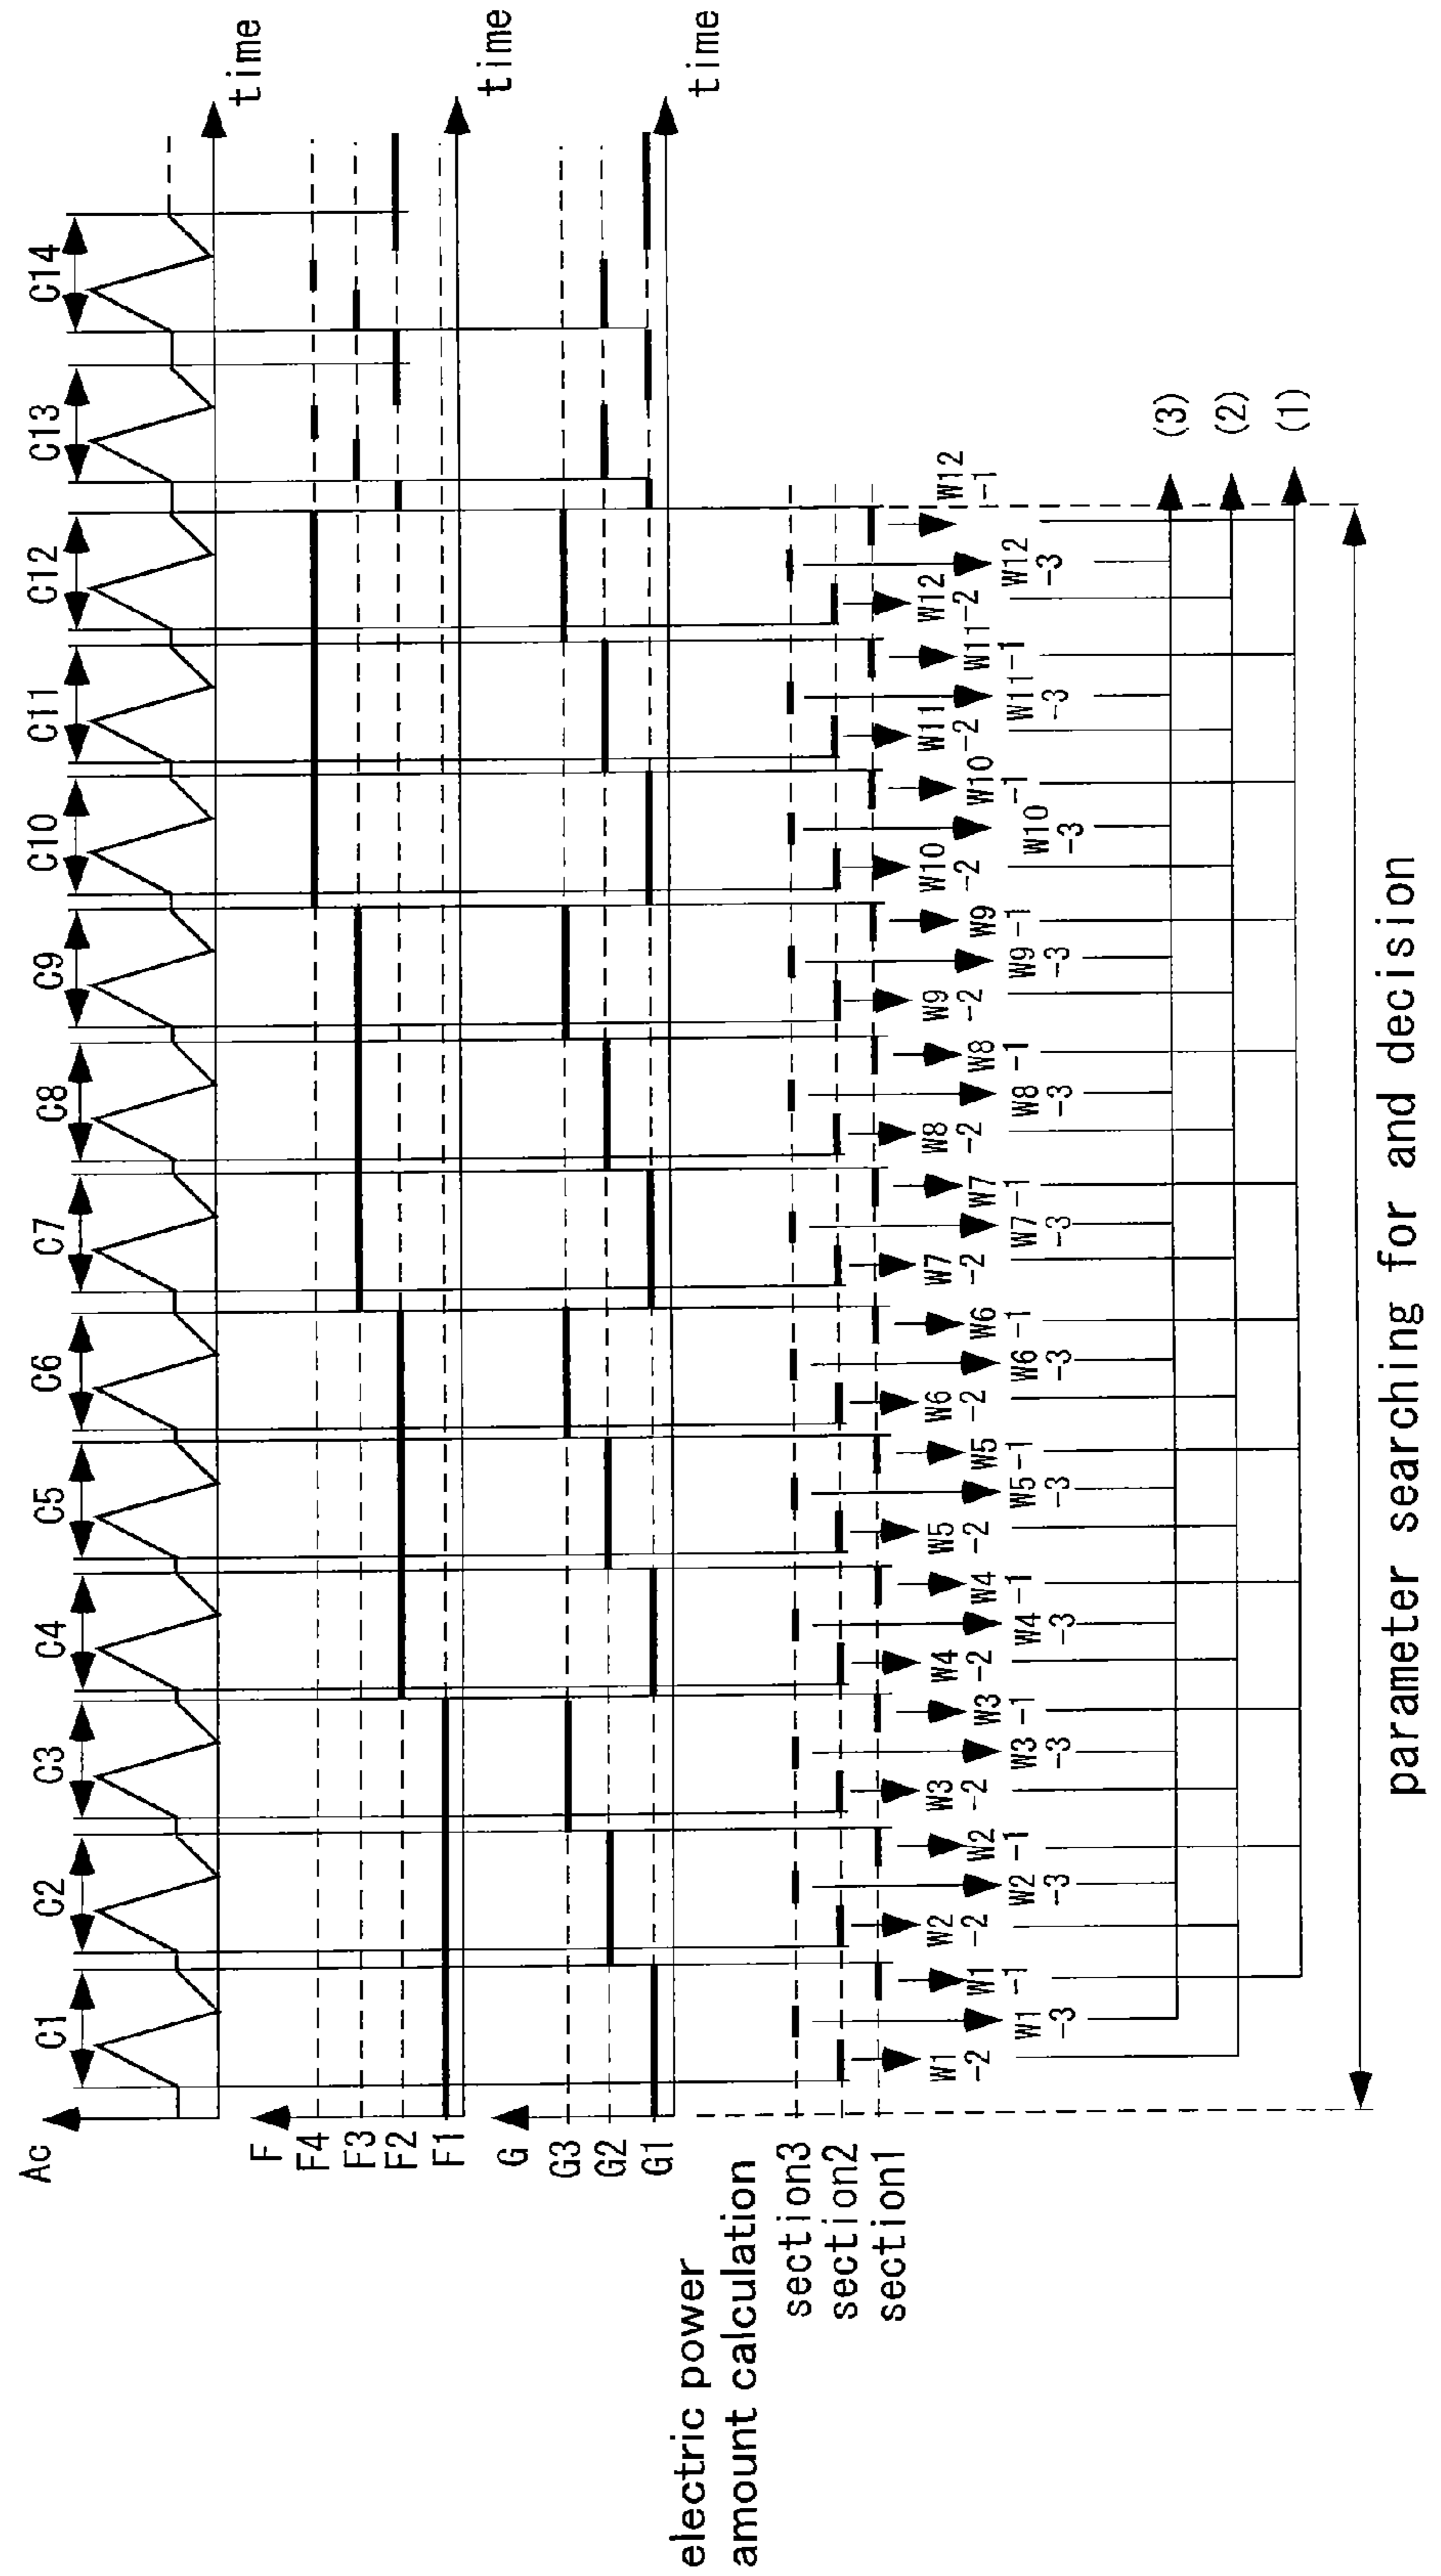 Ac
C1
C2
C3
C4
C5
C6
C7
C8
C9
C10
C11
C12
C13
C14
time
F
F4
F3
F2
F1
time
G
G3
G2
G1
time
electric power
amount calculation
section3
section2
section1
W1
-2
W1
-3
W1
-1
W2
-2
W2
-3
W2
-1
W3
-2
W3
-3
W3
-1
W4
-2
W4
-3
W4
-1
W5
-2
W5
-3
W5
-1
W6
-2
W6
-3
W6
-1
W7
-2
W7
-3
W7
-1
W8
-2
W8
-3
W8
-1
W9
-2
W9
-3
W9
-1
W10
-2
W10
-3
W10
-1
W11
-2
W11
-3
W11
-1
W12
-2
W12
-3
W12
-1
(3)
(2)
(1)
parameter searching for and decision